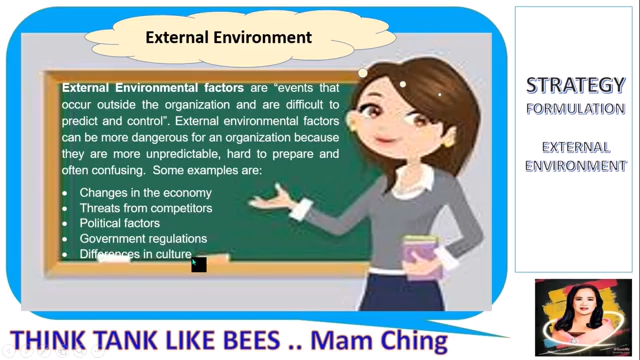 External Environment
External Environmental factors are “events that
occur outside the organization and are difficult to
predict and control”. External environmental factors
can be more dangerous for an organization because
they are more unpredictable, hard to prepare and
often confusing. Some examples are:
• Changes in the economy
• Threats from competitors
• Political factors
• Government regulations
• Differences in culture
STRATEGY
FORMULATION
EXTERNAL
ENVIRONMENT
THINK TANK LIKE BEES .. Mam Ching